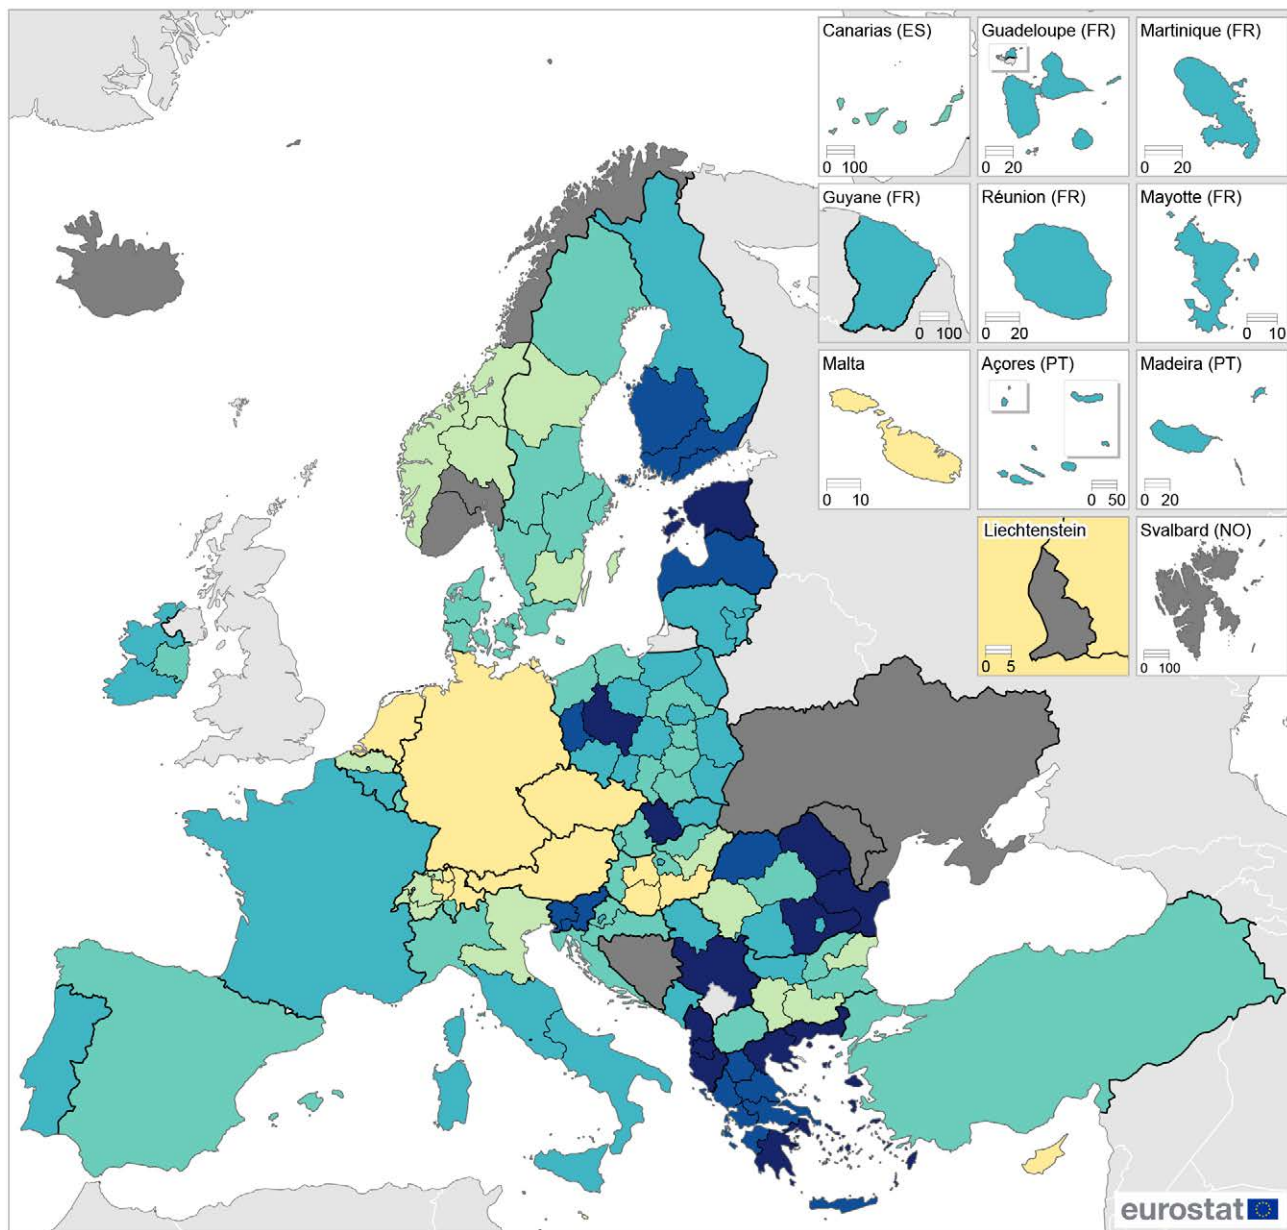 Canarias (ES)
0 100
Guadeloupe (FR)
0 20
Martinique (FR)
0 20
Guyane (FR)
0 100
Réunion (FR)
0 20
Mayotte (FR)
0 10
Malta
0 10
Açores (PT)
0 50
Madeira (PT)
0 20
Liechtenstein
0 5
Svalbard (NO)
0 100
eurostat